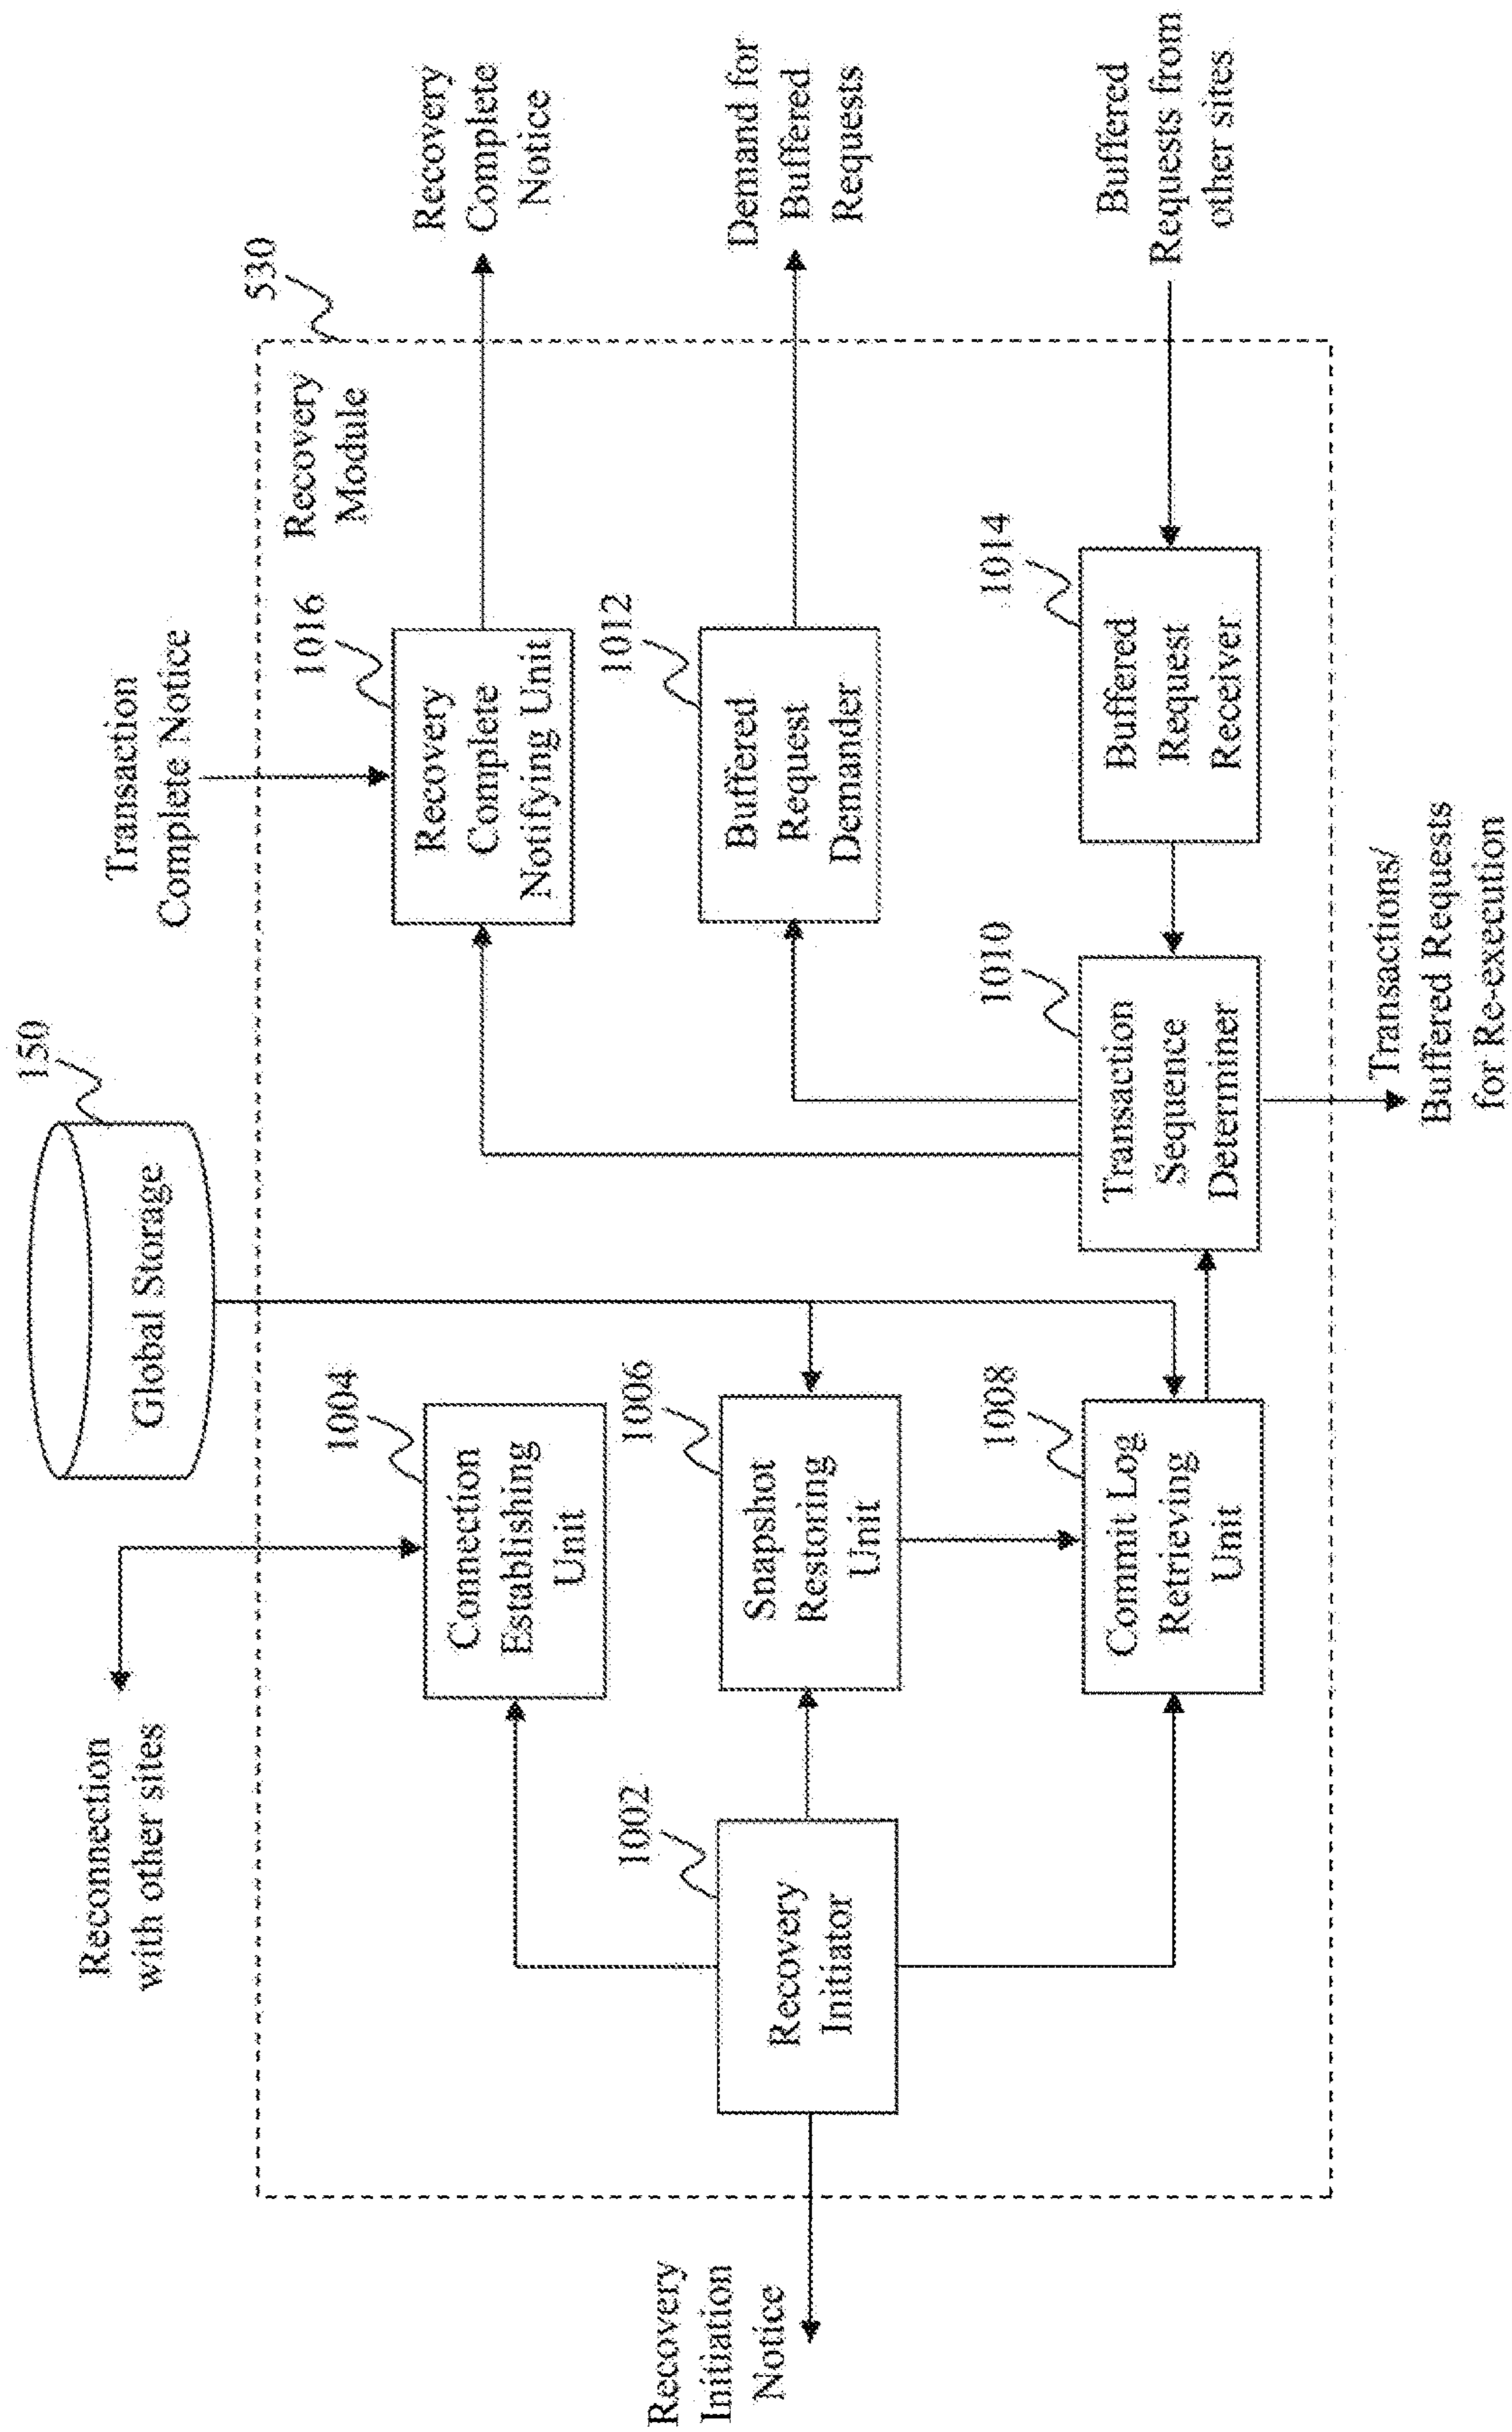 150
Global Storage
Transaction
Complete Notice
Reconnection
with other sites
530
Recovery
Module
1004
Connection
Establishing
Unit
1016
Recovery
Complete
Notifying Unit
Recovery
Complete
Notice
Recovery
Initiation
Notice
1002
Recovery
Initiator
1006
Snapshot
Restoring
Unit
1012
Buffered
Request
Demander
Demand for
Buffered
Requests
1008
Commit Log
Retrieving
Unit
1010
Transaction
Sequence
Determiner
1014
Buffered
Request
Receiver
Buffered
Requests from
other sites
Transactions/
Buffered Requests
for Re-execution